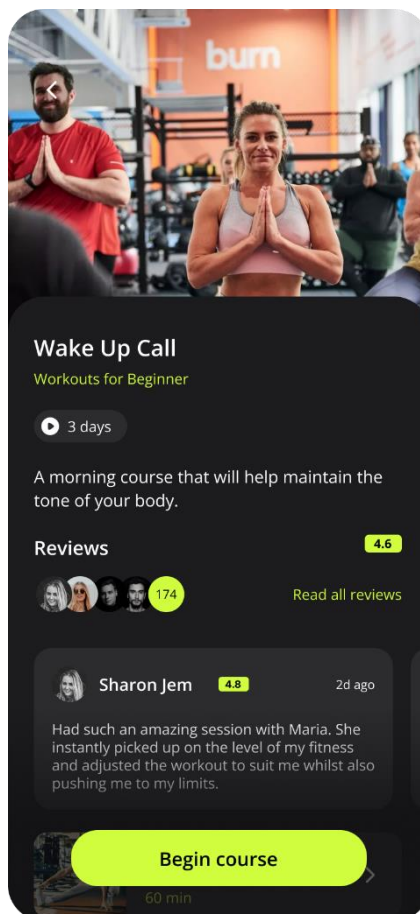 burn
Wake Up Call
Workouts for Beginner
3 days
A morning course that will help maintain the
tone of your body.
Reviews
4.6
174
Read all reviews
Sharon Jem
4.8
2d ago
Had such an amazing session with Maria. She
instantly picked up on the level of my fitness
and adjusted the workout to suit me whilst also
pushing me to my limits.
Begin course
60 min